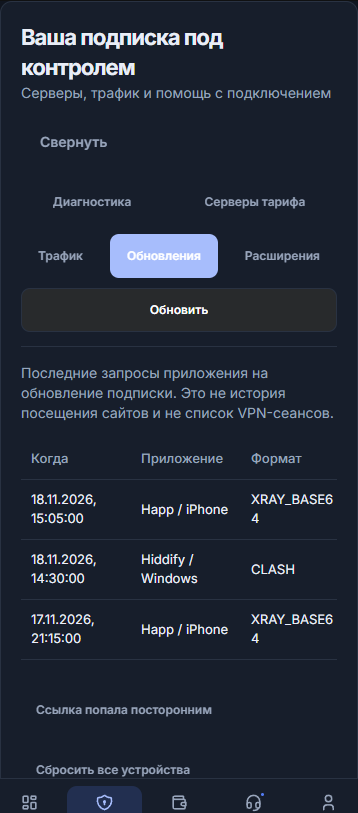 Ваша подписка под
контролем
Серверы, трафик и помощь с подключением
Свернуть
Диагностика Серверы тарифа
Трафик Обновления Расширения
Обновить
Последние запросы приложения на
обновление подписки. Это не история
посещения сайтов и не список VPN-сеансов.
Когда Приложение Формат
18.11.2026,
15:05:00
Happ / iPhone
XRAY_BASE6
4
18.11.2026,
14:30:00
Hiddify /
Windows
CLASH
17.11.2026,
21:15:00
Happ / iPhone
XRAY_BASE6
4
Ссылка попала посторонним
Сбросить все устройства